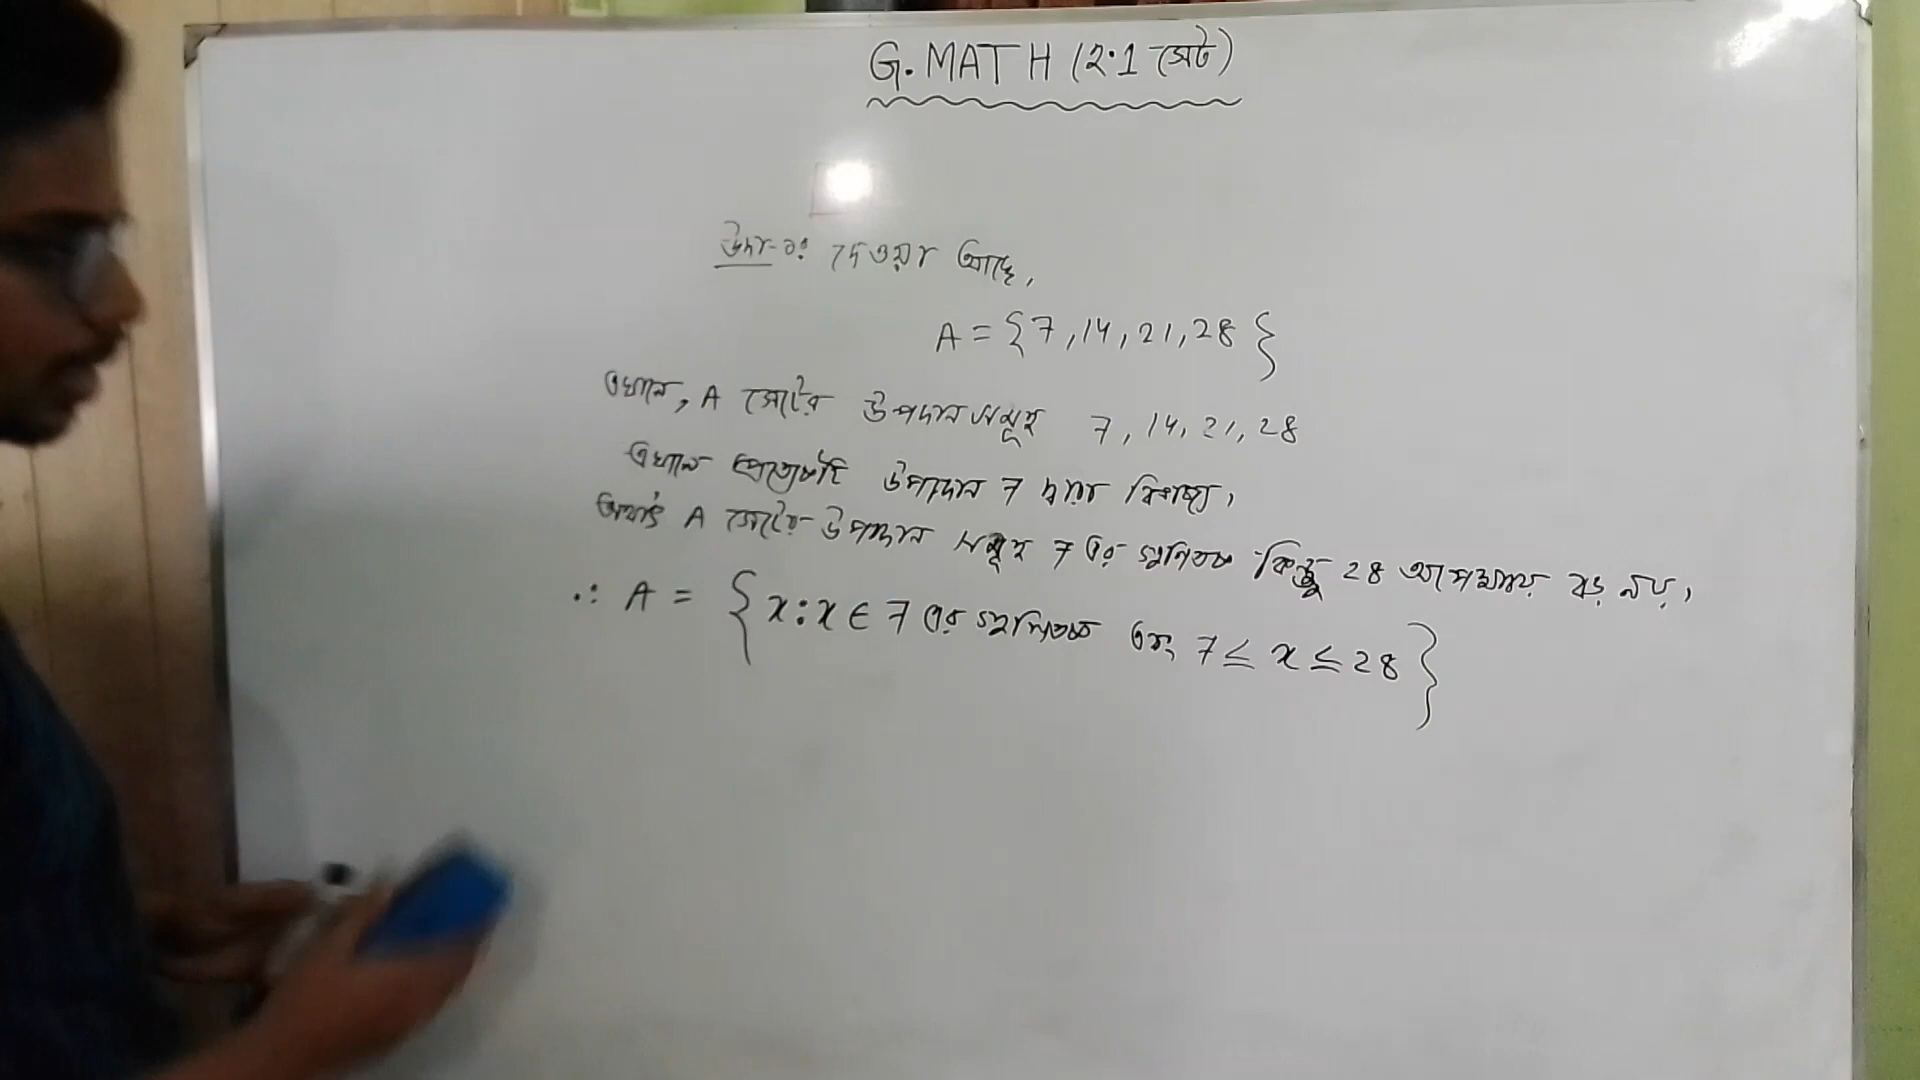 G. MATH (2.1 সেট)
উদা-২: দেওয়া আছে,
A = {7, 14, 21, 28}
এখানে, A সেটের উপাদানসমূহ 7, 14, 21, 28
এখানে প্রত্যেকটি উপাদান 7 দ্বারা বিভাজ্য,
অর্থাৎ A সেটের উপাদান সমূহ 7 এর গুণিতক কিন্তু 28 অপেক্ষায় বড় নয়,
∴ A = {x : x ∈ 7 এর গুণিতক এবং 7 ≤ x ≤ 28}